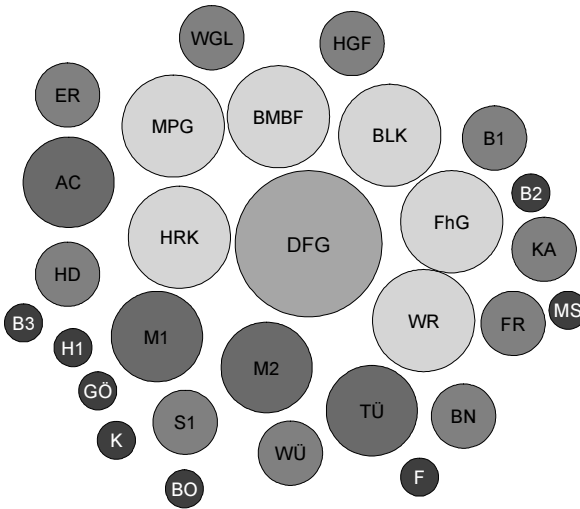 WGL
HGF
ER
MPG
BMBF
BLK
B1
AC
B2
HRK
DFG
FhG
KA
HD
B3
H1
M1
WR
FR
MS
M2
GÖ
S1
TÜ
BN
K
WÜ
BO
F